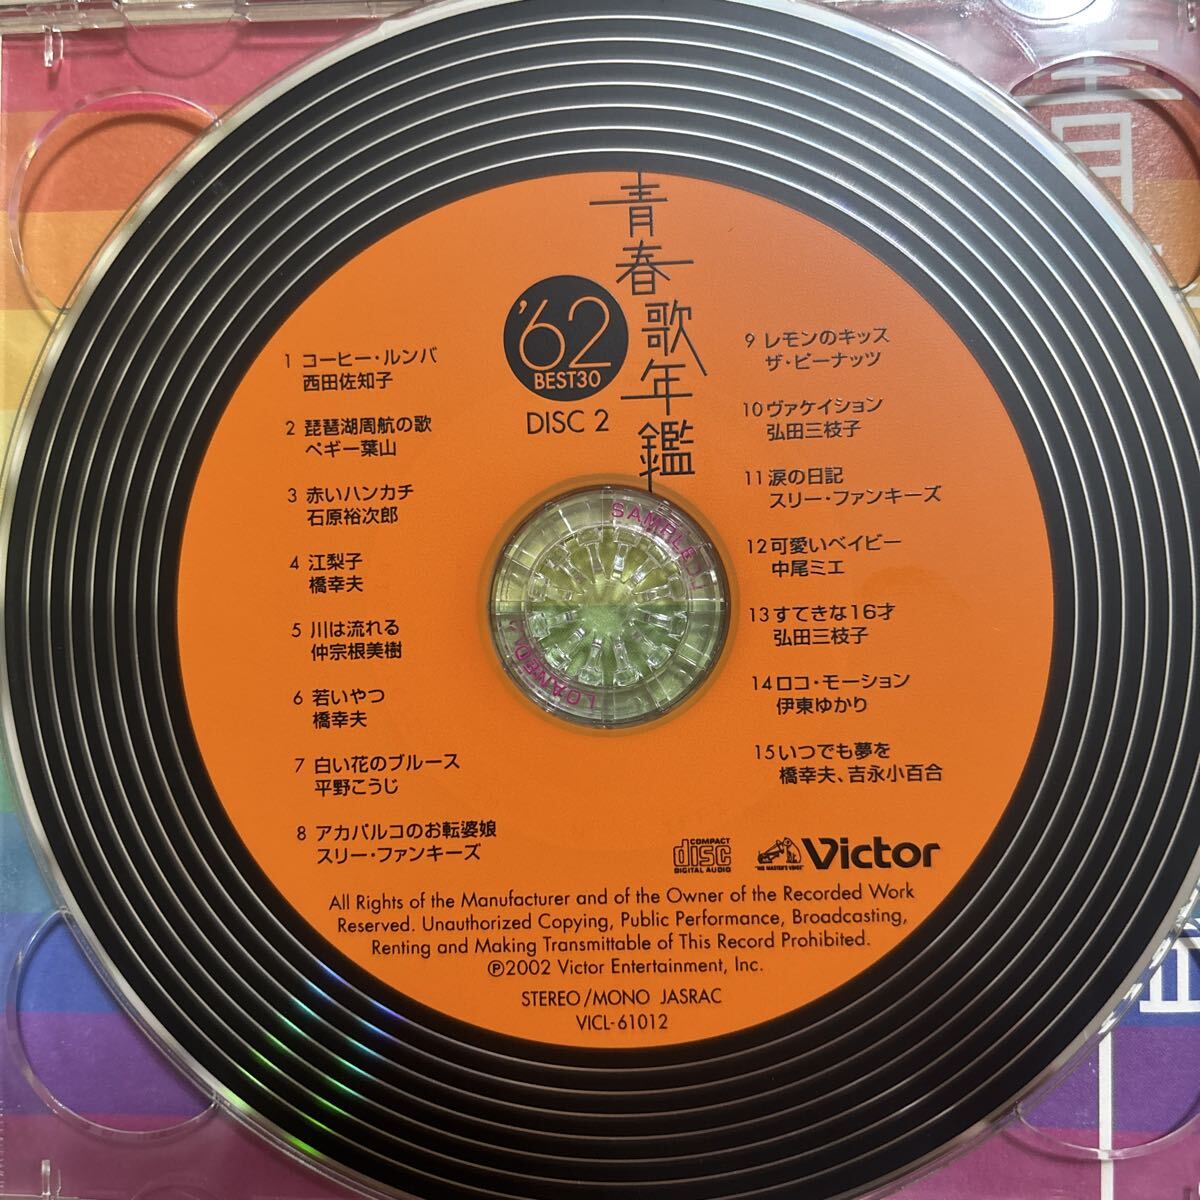 青春歌年鑑
'62
BEST30
DISC 2
1 コーヒー・ルンバ
西田佐知子
2 琵琶湖周航の歌
ペギー葉山
3 赤いハンカチ
石原裕次郎
4 江梨子
橋幸夫
5 川は流れる
仲宗根美樹
6 若いやつ
橋幸夫
7 白い花のブルース
平野こうじ
8 アカプルコのお転婆娘
スリー・ファンキーズ
9 レモンのキッス
ザ・ピーナッツ
10 ヴァケイション
弘田三枝子
11 涙の日記
スリー・ファンキーズ
12 可愛いベイビー
中尾ミエ
13 すてきな16才
弘田三枝子
14 ロコ・モーション
伊東ゆかり
15 いつでも夢を
橋幸夫、吉永小百合
SAMPLE
LOANED
COMPACT
disc
DIGITAL AUDIO
"HIS MASTER'S VOICE"
Victor
All Rights of the Manufacturer and of the Owner of the Recorded Work
Reserved. Unauthorized Copying, Public Performance, Broadcasting,
Renting and Making Transmittable of This Record Prohibited.
℗2002 Victor Entertainment, Inc.
STEREO/MONO JASRAC
VICL-61012